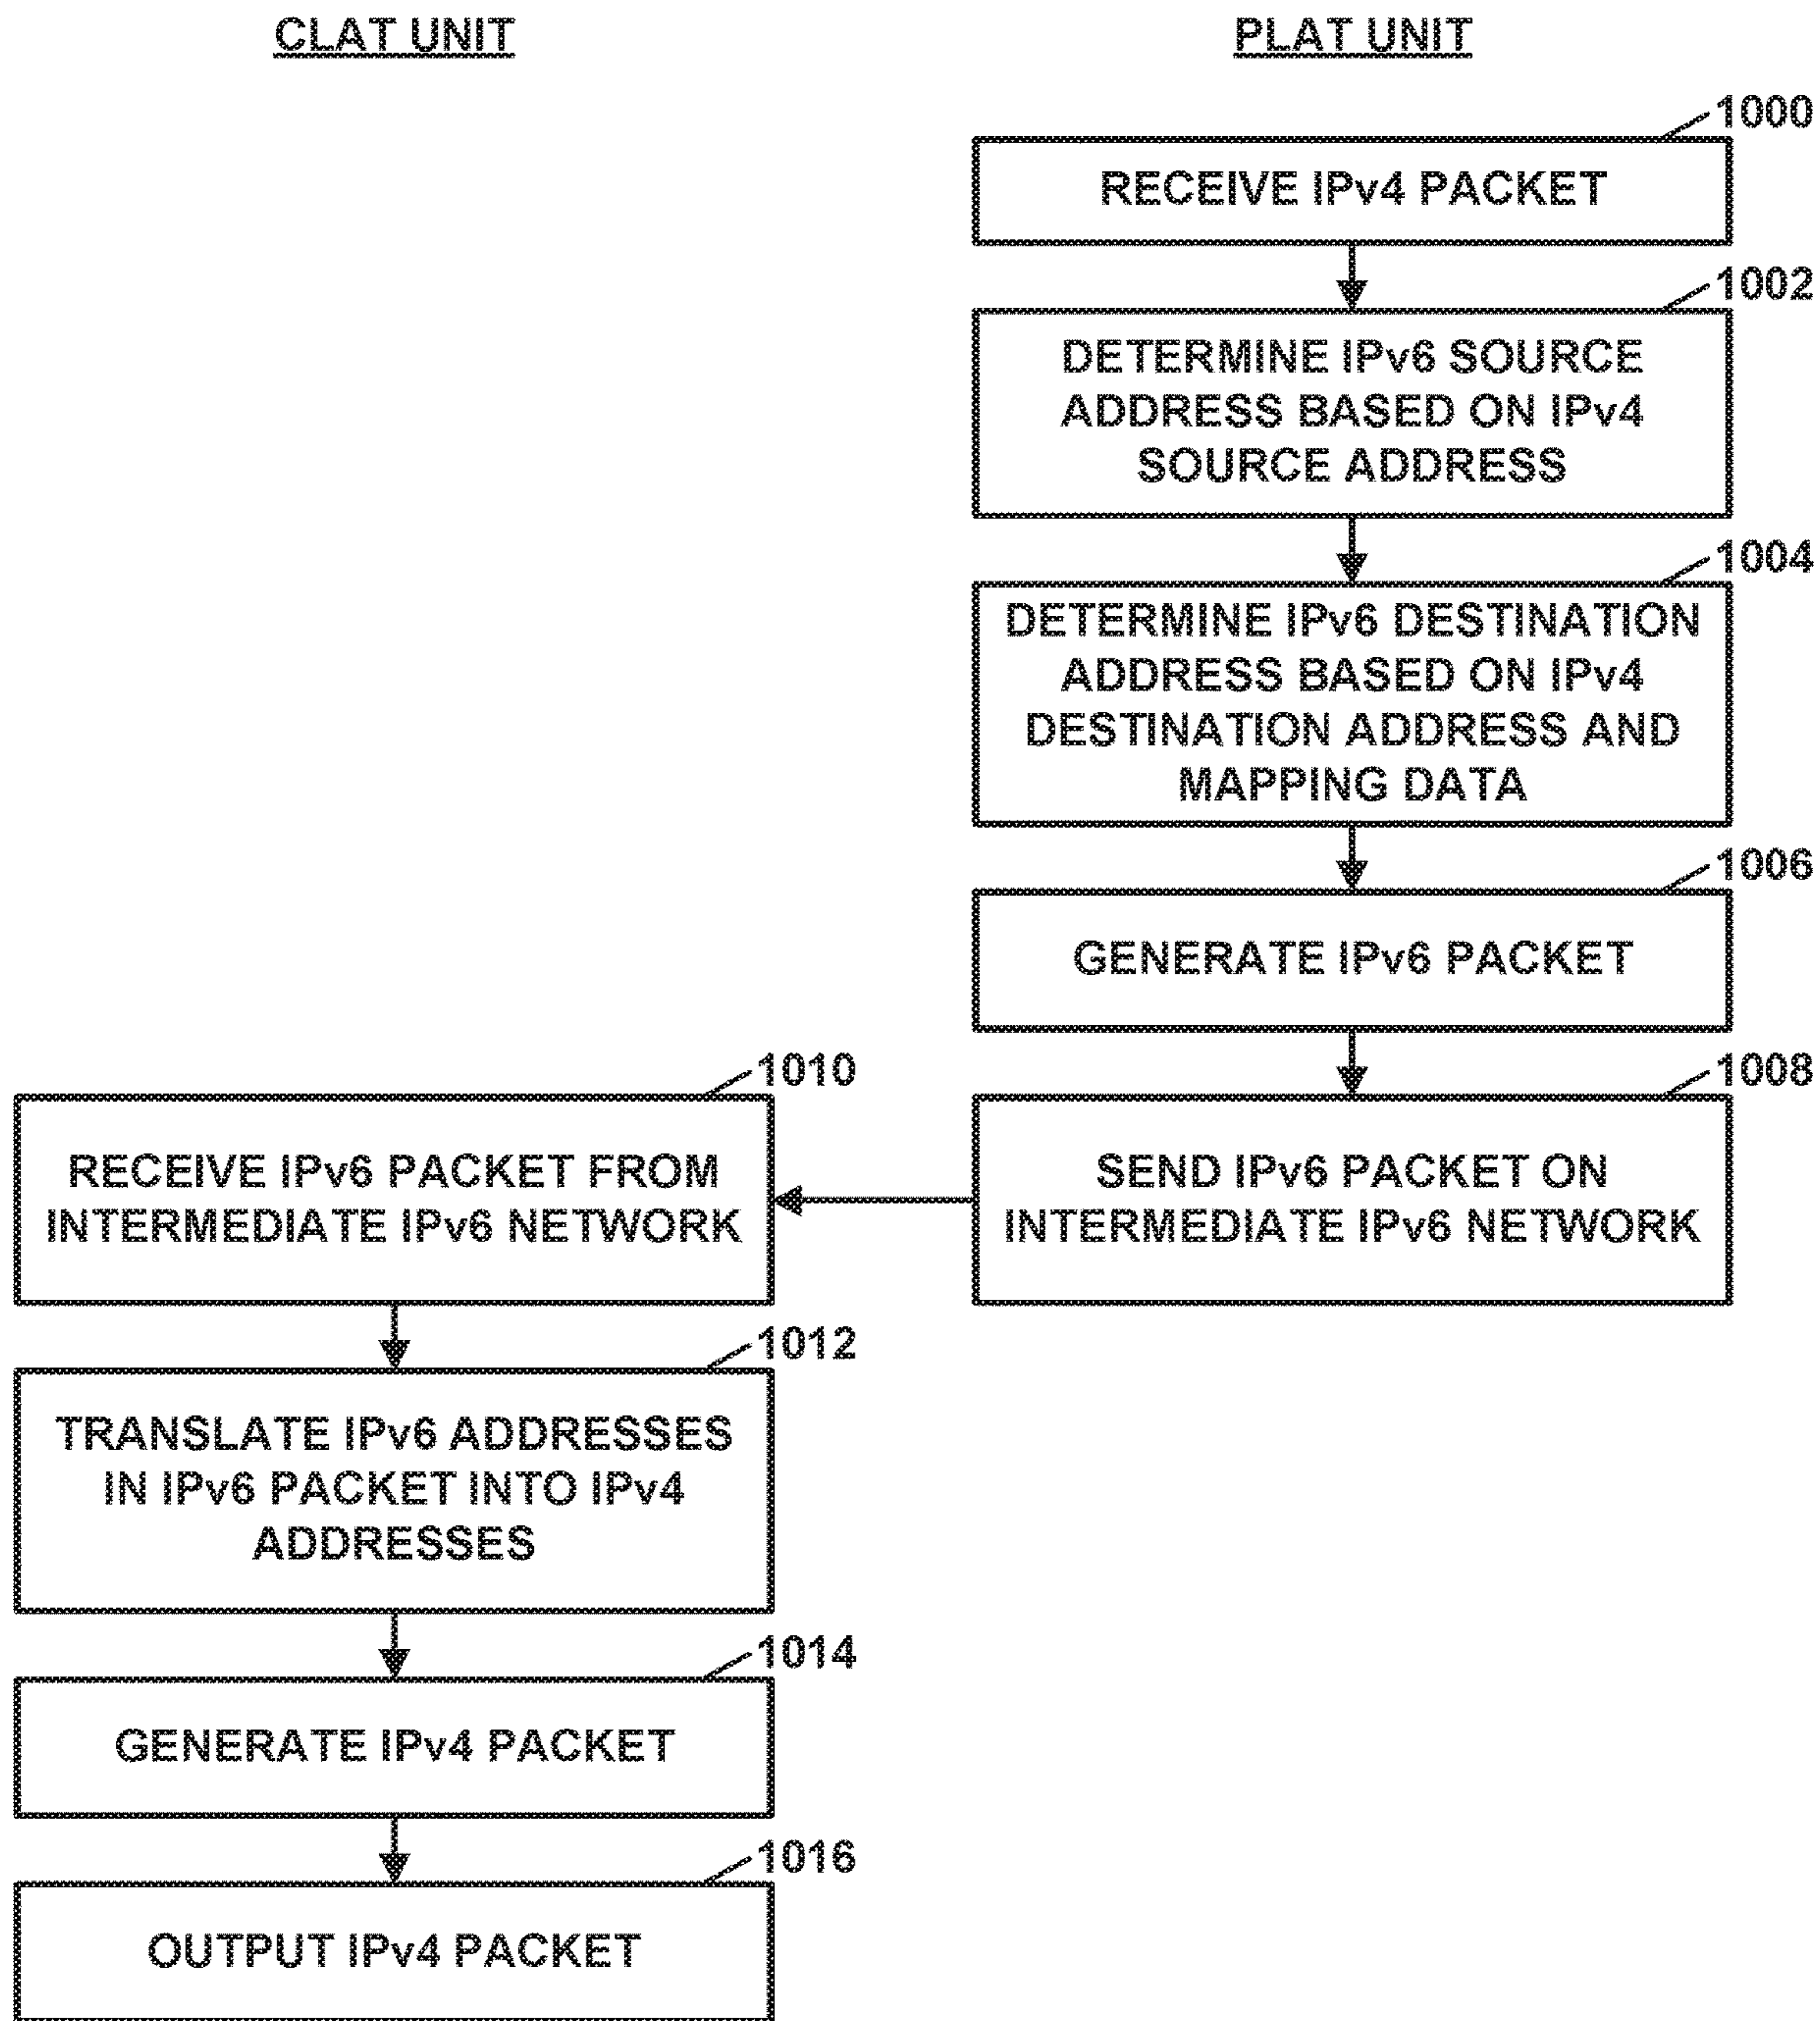 CLAT UNIT
PLAT UNIT
1000
RECEIVE IPv4 PACKET
1002
DETERMINE IPv6 SOURCE
ADDRESS BASED ON IPv4
SOURCE ADDRESS
1004
DETERMINE IPv6 DESTINATION
ADDRESS BASED ON IPv4
DESTINATION ADDRESS AND
MAPPING DATA
1006
GENERATE IPv6 PACKET
1008
SEND IPv6 PACKET ON
INTERMEDIATE IPv6 NETWORK
1010
RECEIVE IPv6 PACKET FROM
INTERMEDIATE IPv6 NETWORK
1012
TRANSLATE IPv6 ADDRESSES
IN IPv6 PACKET INTO IPv4
ADDRESSES
1014
GENERATE IPv4 PACKET
1016
OUTPUT IPv4 PACKET